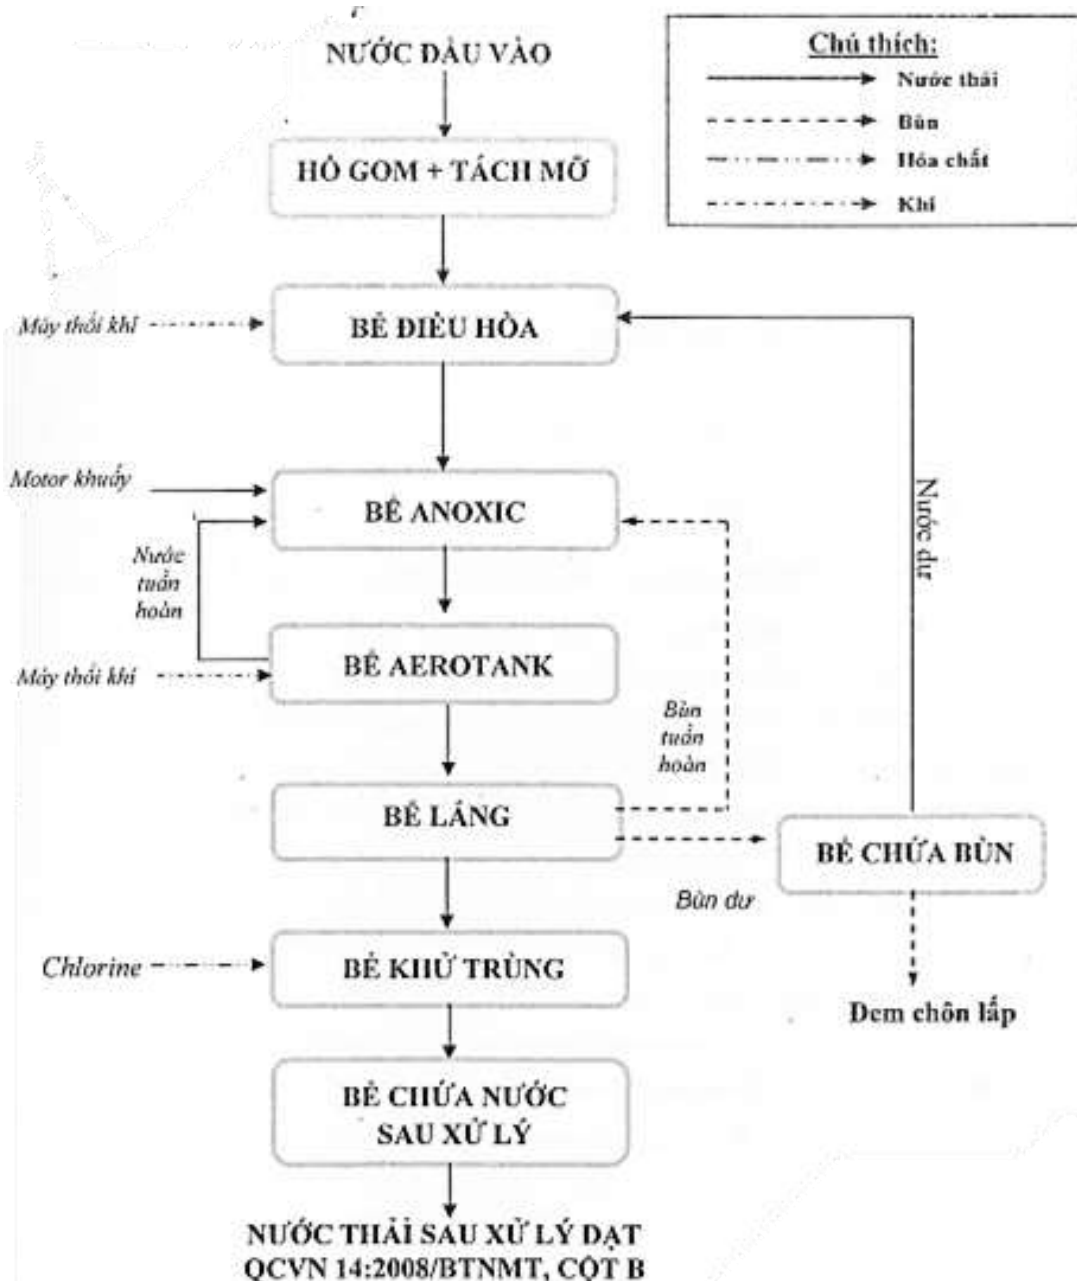 NƯỚC ĐẦU VÀO
Chú thích:
Nước thải
Bùn
Hóa chất
Khí
HỐ GOM + TÁCH MỠ
Máy thổi khí
BỂ ĐIỀU HÒA
Motor khuấy
BỂ ANOXIC
Nước
tuần
hoàn
Nước dư
Máy thổi khí
BỂ AEROTANK
Bùn
tuần
hoàn
BỂ LẮNG
BỂ CHỨA BÙN
Bùn dư
Chlorine
BỂ KHỬ TRÙNG
Đem chôn lấp
BỂ CHỨA NƯỚC
SAU XỬ LÝ
NƯỚC THẢI SAU XỬ LÝ ĐẠT
QCVN 14:2008/BTNMT, CỘT B